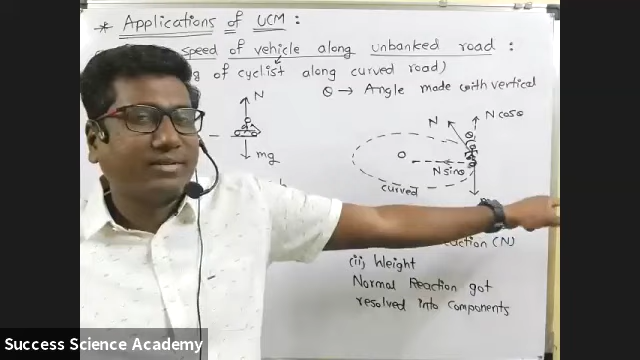 * Applications of UCM :
speed of vehicle along unbanked road :
of cyclist along curved road)
θ → Angle made with vertical
N
mg
N
N cosθ
θ
O
N sinθ
curved
(N)
(ii) Weight
Normal Reaction got
resolved into components
Success Science Academy